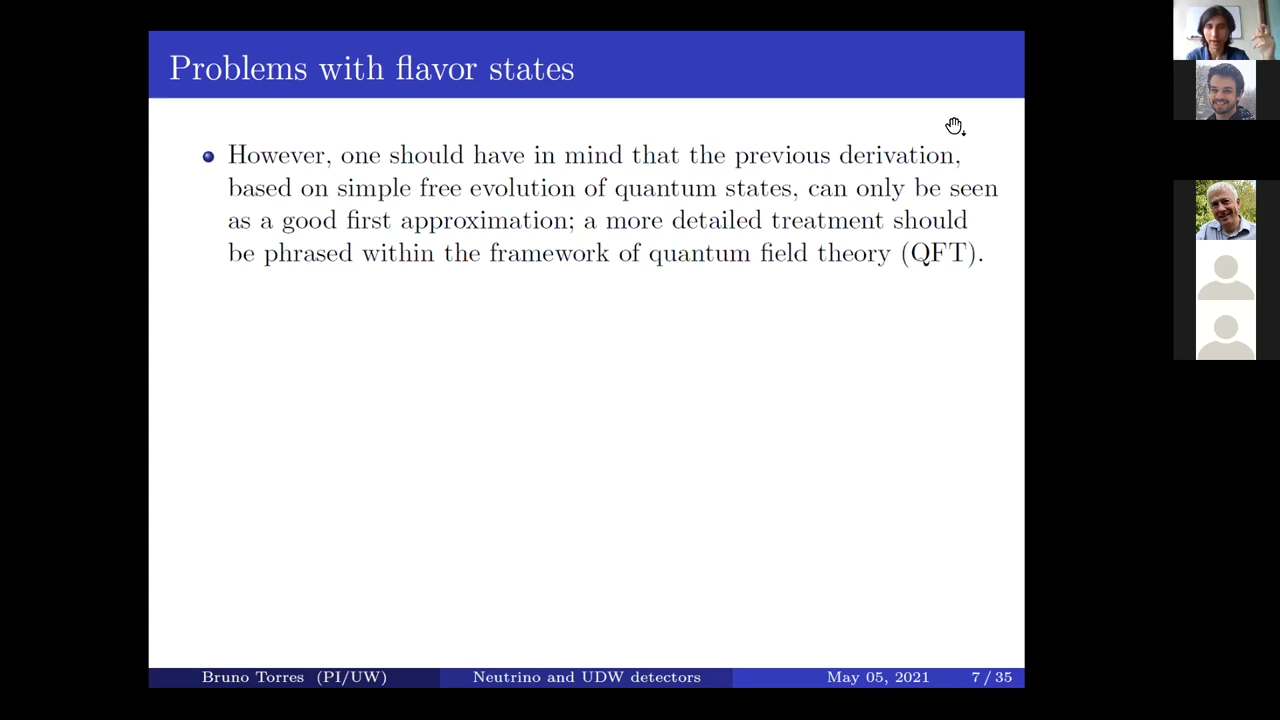 Problems with flavor states
However, one should have in mind that the previous derivation,
based on simple free evolution of quantum states, can only be seen
as a good first approximation; a more detailed treatment should
be phrased within the framework of quantum field theory (QFT).
Bruno Torres (PI/UW) Neutrino and UDW detectors May 05, 2021 7 / 35